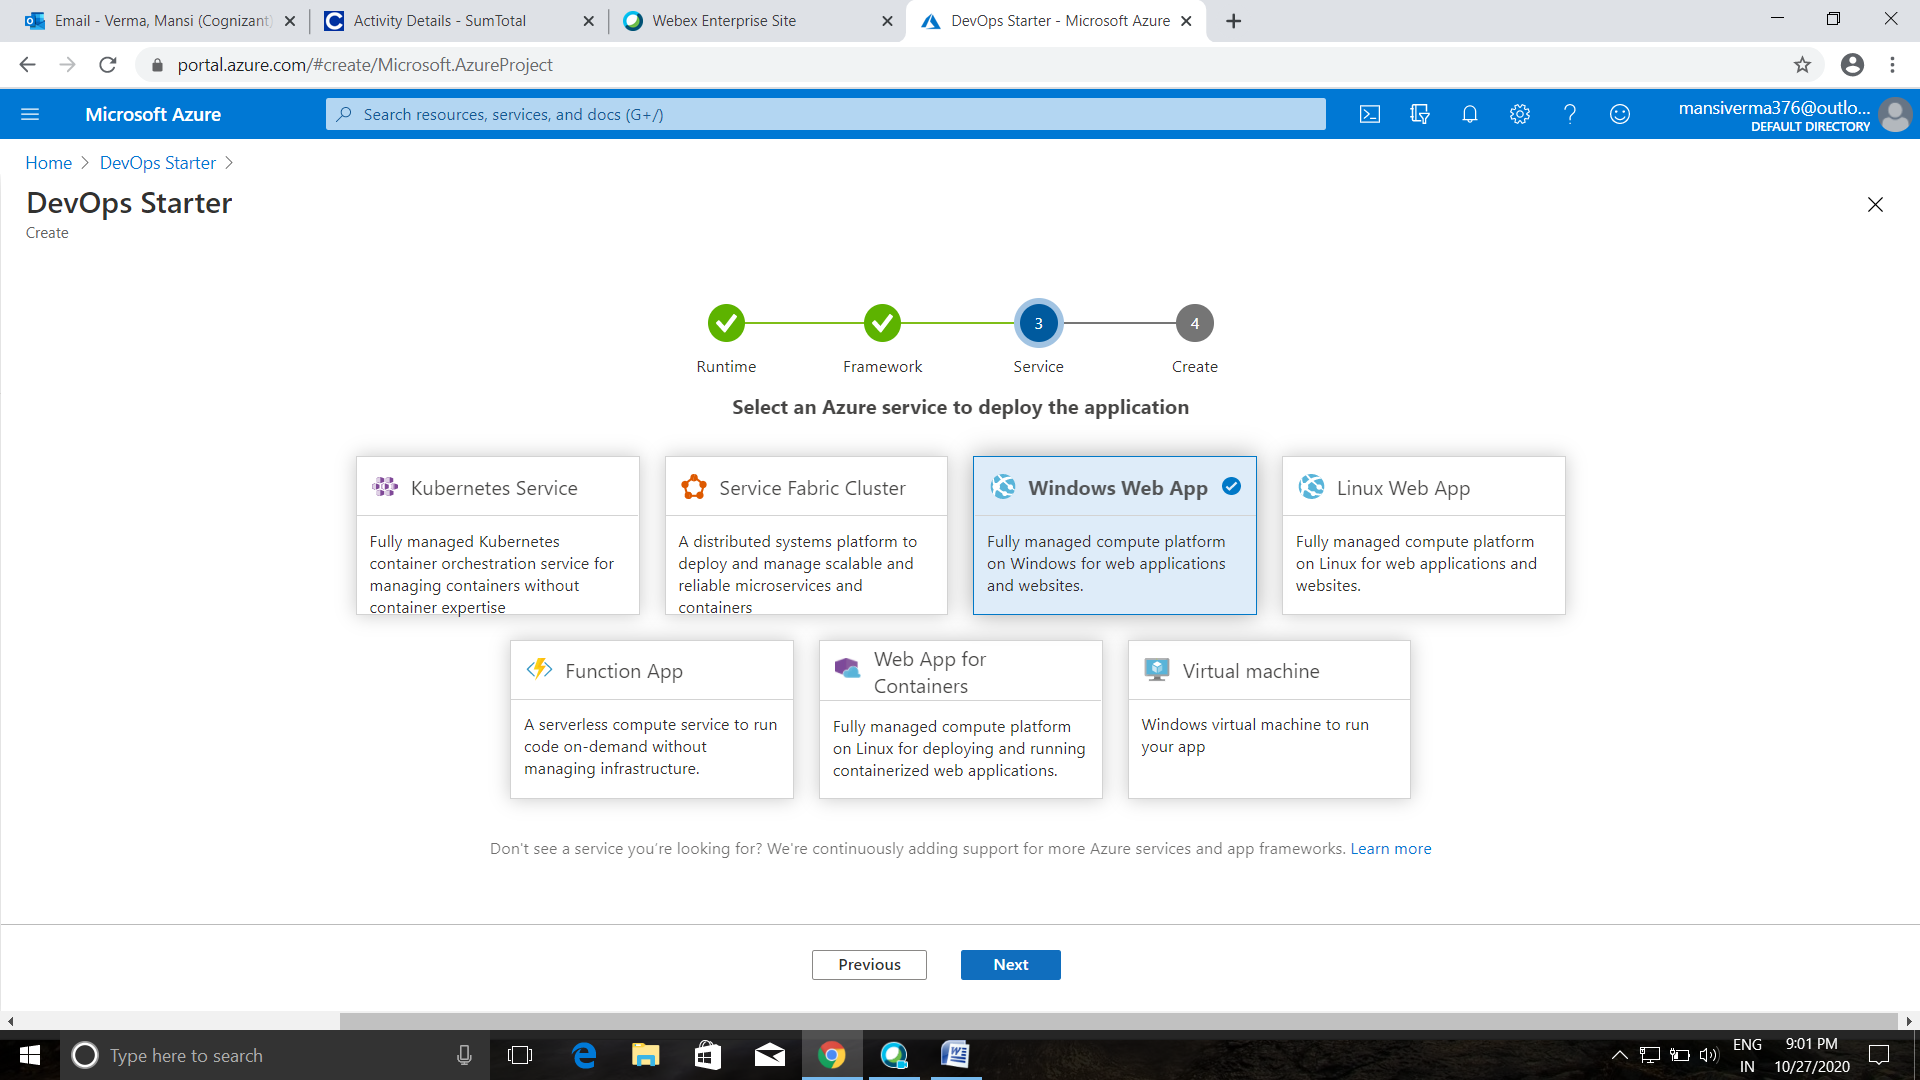 Email - Verma, Mansi (Cognizant)
Activity Details - SumTotal
Webex Enterprise Site
DevOps Starter - Microsoft Azure
portal.azure.com/#create/Microsoft.AzureProject
Microsoft Azure
Search resources, services, and docs (G+/)
mansiverma376@outlo...
DEFAULT DIRECTORY
Home > DevOps Starter >
DevOps Starter
Create
3
4
Runtime
Framework
Service
Create
Select an Azure service to deploy the application
Kubernetes Service
Fully managed Kubernetes
container orchestration service for
managing containers without
container expertise
Service Fabric Cluster
A distributed systems platform to
deploy and manage scalable and
reliable microservices and
containers
Windows Web App
Fully managed compute platform
on Windows for web applications
and websites.
Linux Web App
Fully managed compute platform
on Linux for web applications and
websites.
Function App
A serverless compute service to run
code on-demand without
managing infrastructure.
Web App for
Containers
Fully managed compute platform
on Linux for deploying and running
containerized web applications.
Virtual machine
Windows virtual machine to run
your app
Don't see a service you're looking for? We're continuously adding support for more Azure services and app frameworks. Learn more
Previous
Next
Type here to search
ENG
IN
9:01 PM
10/27/2020